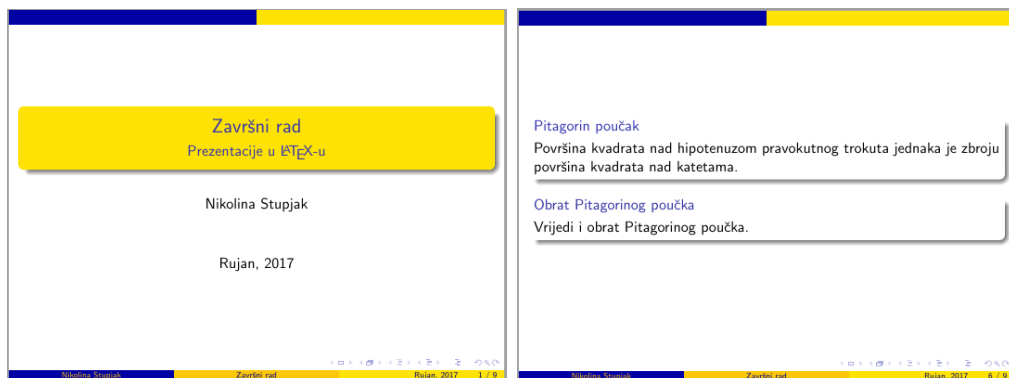 Završni rad
Prezentacije u LATEX-u
Nikolina Stupjak
Rujan, 2017
Nikolina Stupjak Završni rad Rujan, 2017 1 / 9
Pitagorin poučak
Površina kvadrata nad hipotenuzom pravokutnog trokuta jednaka je zbroju
površina kvadrata nad katetama.
Obrat Pitagorinog poučka
Vrijedi i obrat Pitagorinog poučka.
Nikolina Stupjak Završni rad Rujan, 2017 6 / 9